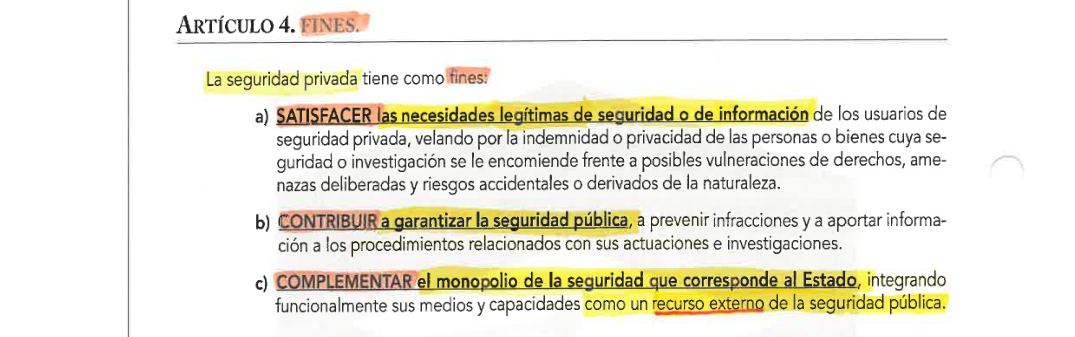 ARTÍCULO 4. FINES.
La seguridad privada tiene como fines:
a) SATISFACER las necesidades legítimas de seguridad o de información de los usuarios de
seguridad privada, velando por la indemnidad o privacidad de las personas o bienes cuya se-
guridad o investigación se le encomiende frente a posibles vulneraciones de derechos, ame-
nazas deliberadas y riesgos accidentales o derivados de la naturaleza.
b) CONTRIBUIR a garantizar la seguridad pública, a prevenir infracciones y a aportar informa-
ción a los procedimientos relacionados con sus actuaciones e investigaciones.
c) COMPLEMENTAR el monopolio de la seguridad que corresponde al Estado, integrando
funcionalmente sus medios y capacidades como un recurso externo de la seguridad pública.